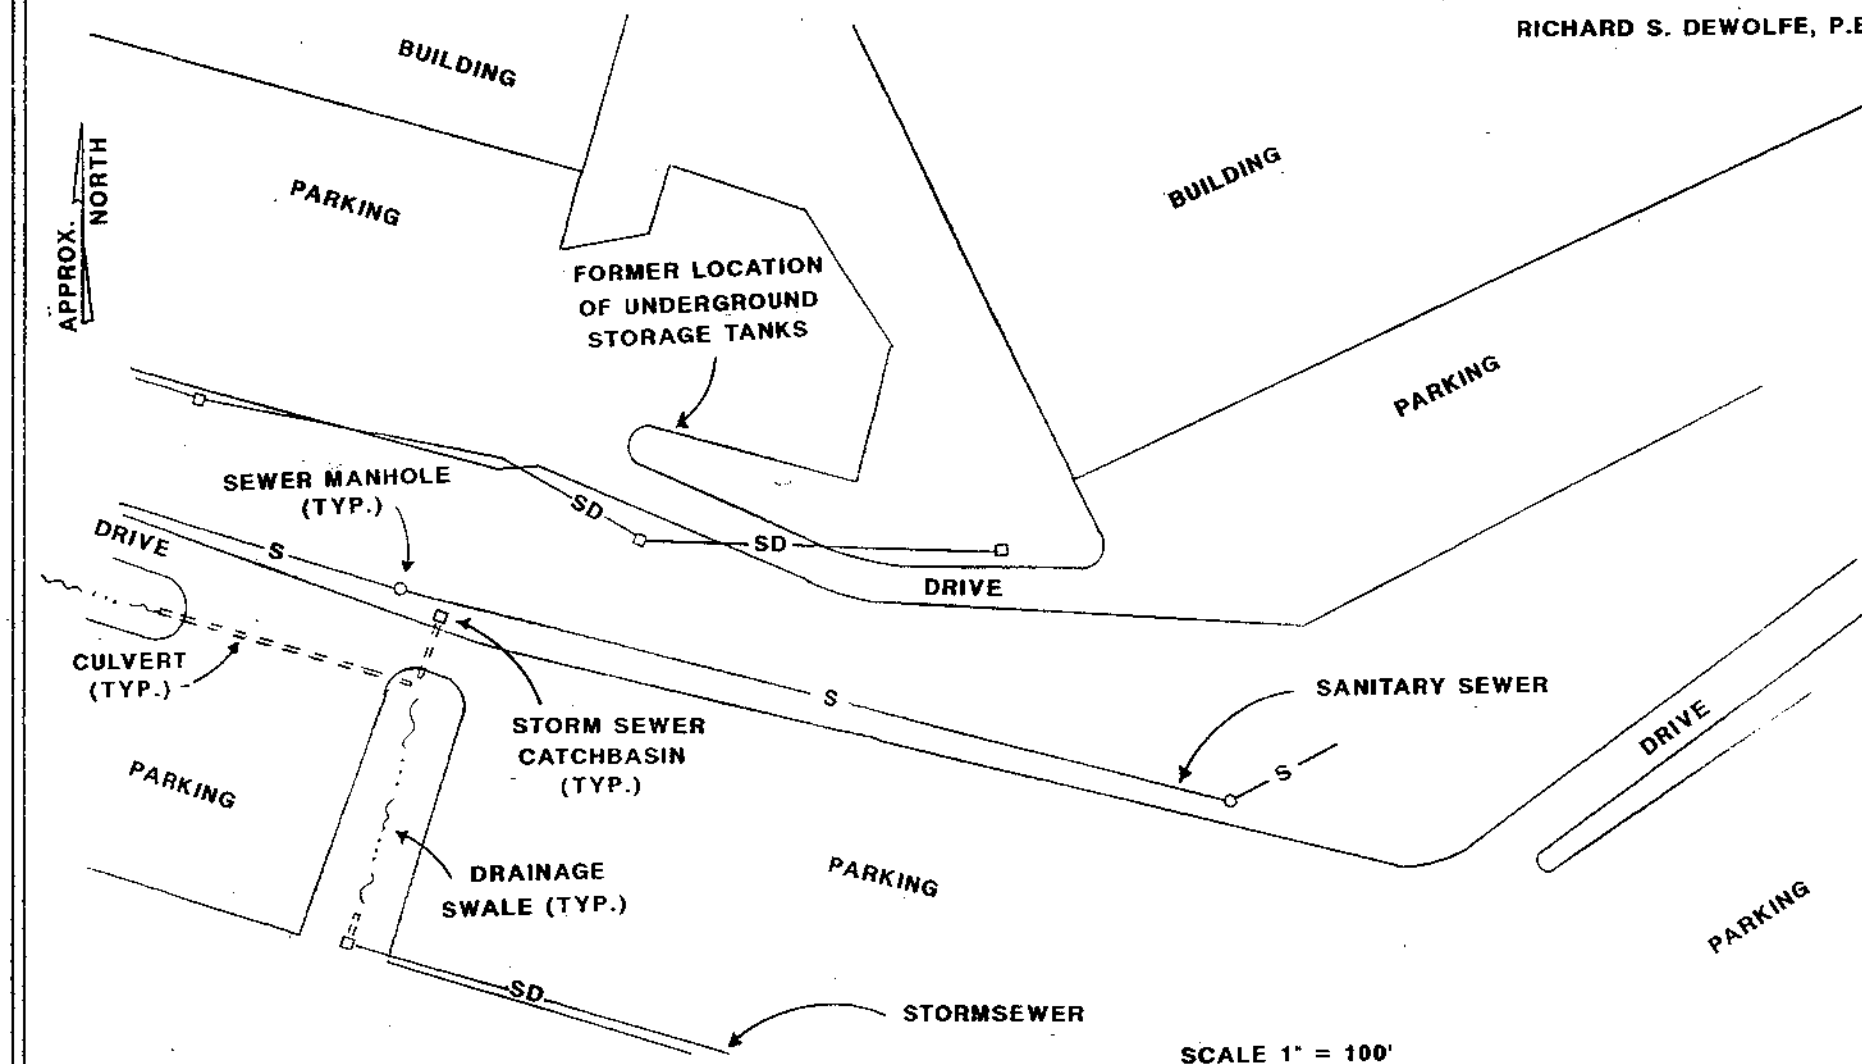 RICHARD S. DEWOLFE, P.E
BUILDING
BUILDING
APPROX.
NORTH
PARKING
FORMER LOCATION
OF UNDERGROUND
STORAGE TANKS
PARKING
SEWER MANHOLE
(TYP.)
SD
SD
DRIVE
S
DRIVE
CULVERT
(TYP.)
S
SANITARY SEWER
STORM SEWER
CATCHBASIN
(TYP.)
DRIVE
S
PARKING
DRAINAGE
SWALE (TYP.)
PARKING
PARKING
SD
STORMSEWER
SCALE 1" = 100'